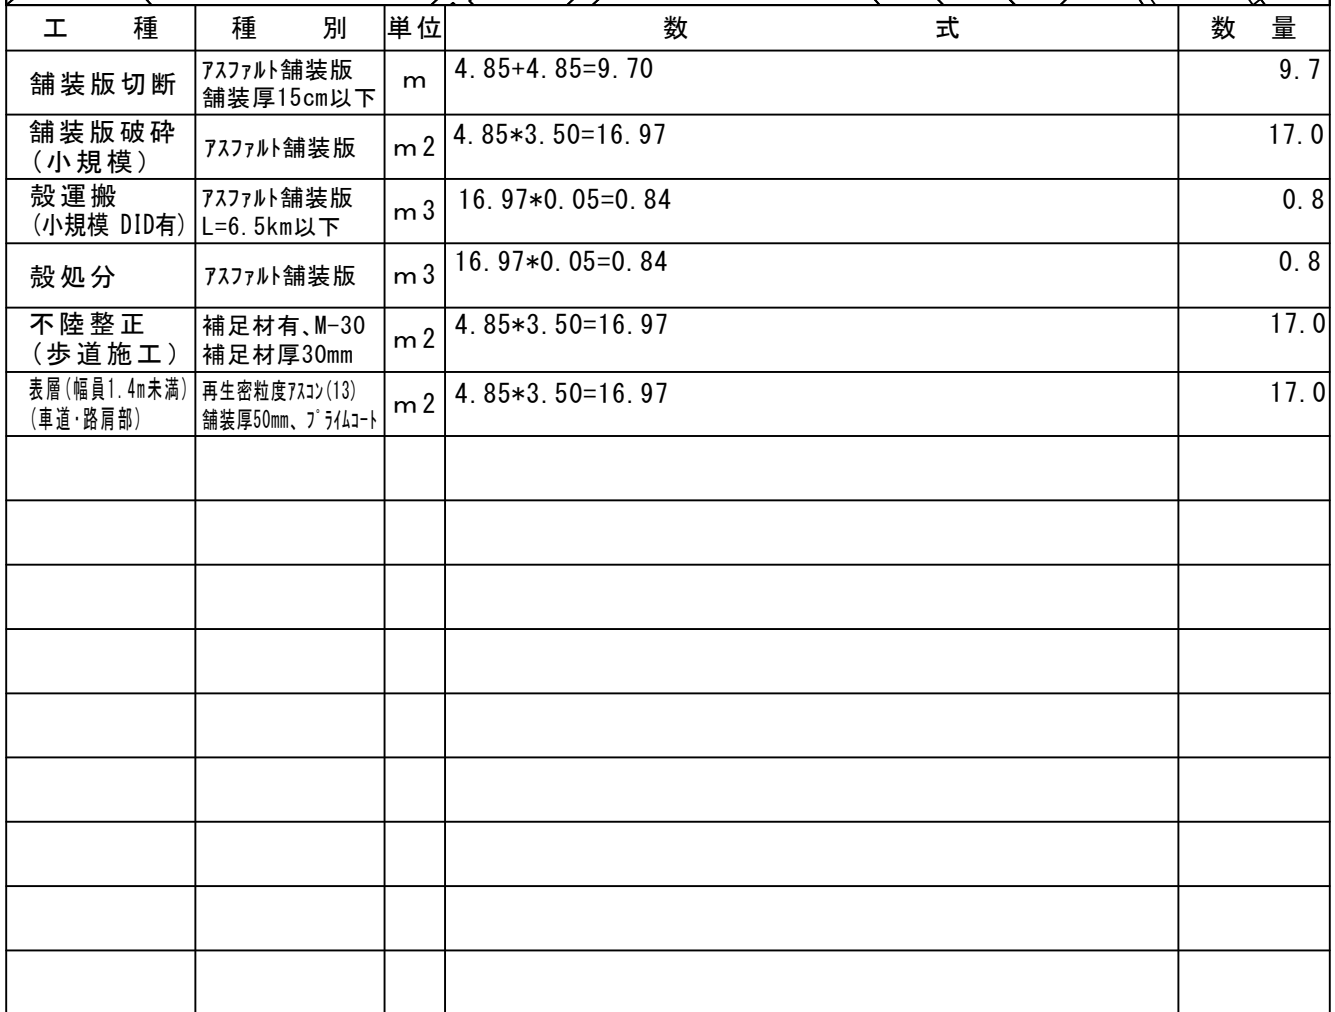 工 種 種 別 単位 数 式 数 量
舗装版切断 ｱｽﾌｧﾙﾄ舗装版 舗装厚15cm以下 m 4.85+4.85=9.70 9.7
舗装版破砕 (小規模) ｱｽﾌｧﾙﾄ舗装版 m2 4.85*3.50=16.97 17.0
殻運搬 (小規模 DID有) ｱｽﾌｧﾙﾄ舗装版 L=6.5km以下 m3 16.97*0.05=0.84 0.8
殻処分 ｱｽﾌｧﾙﾄ舗装版 m3 16.97*0.05=0.84 0.8
不陸整正 (歩道施工) 補足材有、M-30 補足材厚30mm m2 4.85*3.50=16.97 17.0
表層(幅員1.4m未満) (車道･路肩部) 再生密粒度ｱｽｺﾝ(13) 舗装厚50mm、ﾌﾟﾗｲﾑｺｰﾄ m2 4.85*3.50=16.97 17.0